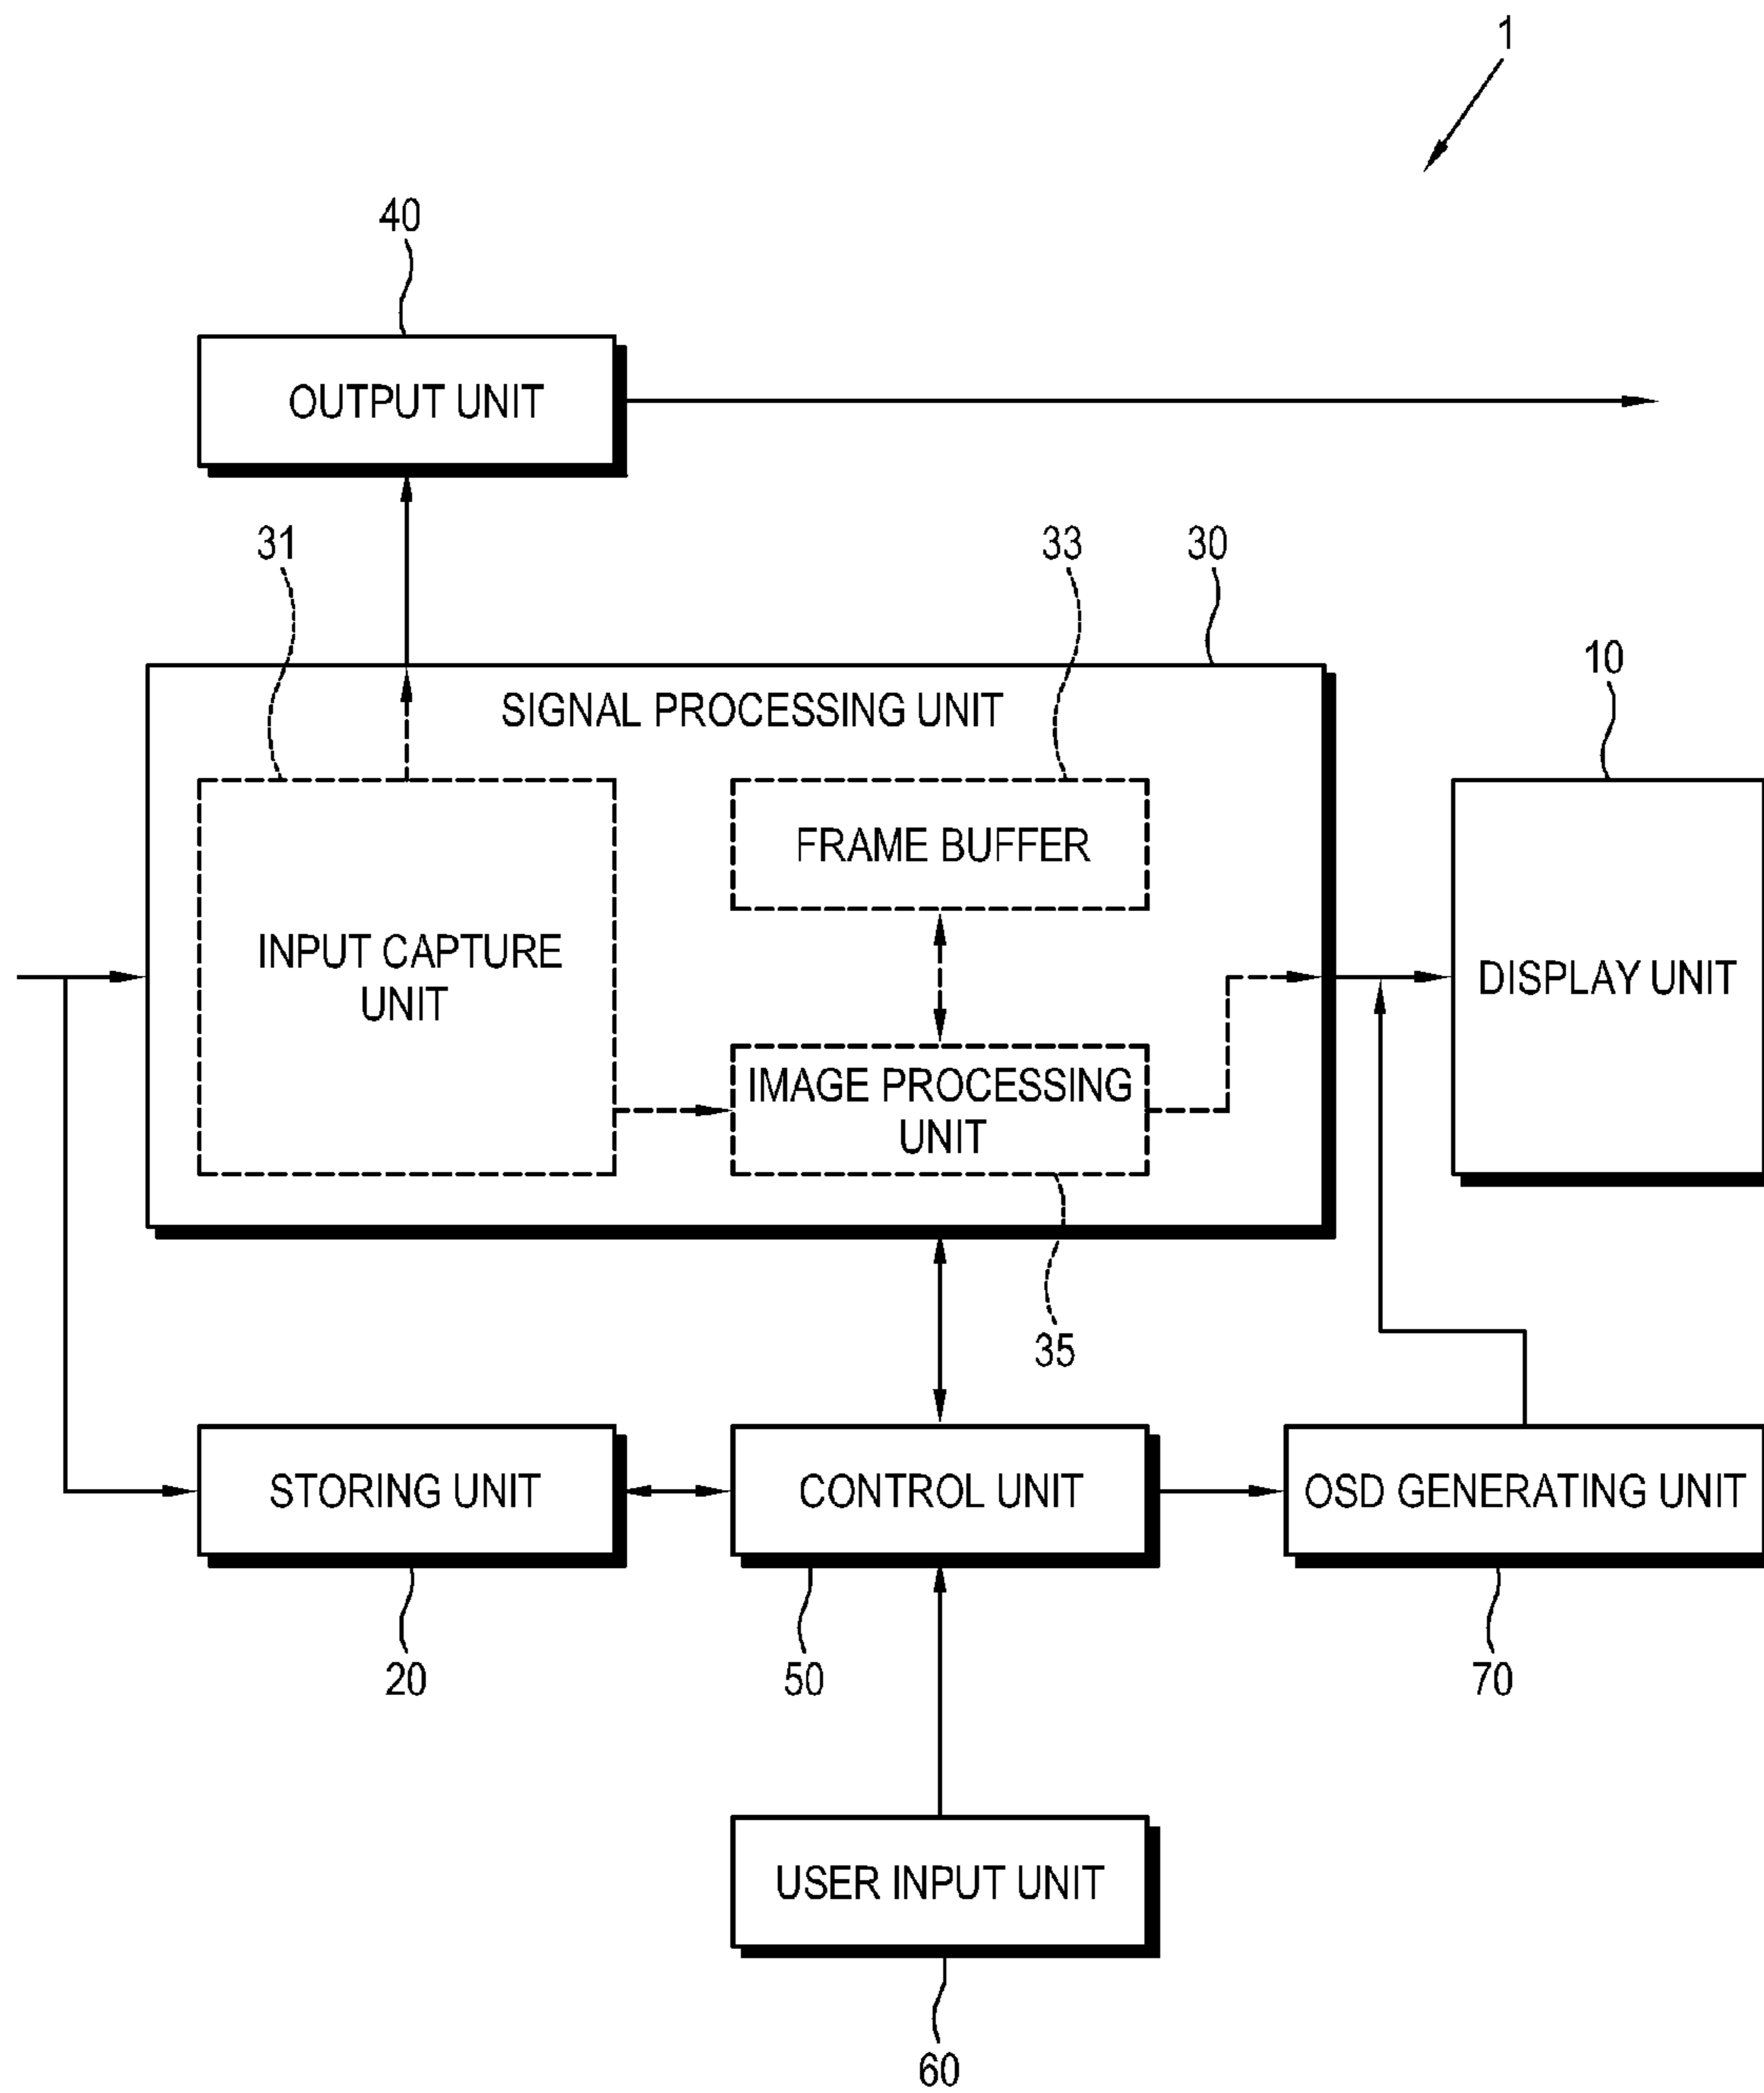 1
40
OUTPUT UNIT
31
33
30
SIGNAL PROCESSING UNIT
10
FRAME BUFFER
INPUT CAPTURE
UNIT
DISPLAY UNIT
IMAGE PROCESSING
UNIT
35
STORING UNIT
CONTROL UNIT
OSD GENERATING UNIT
20
50
70
USER INPUT UNIT
60